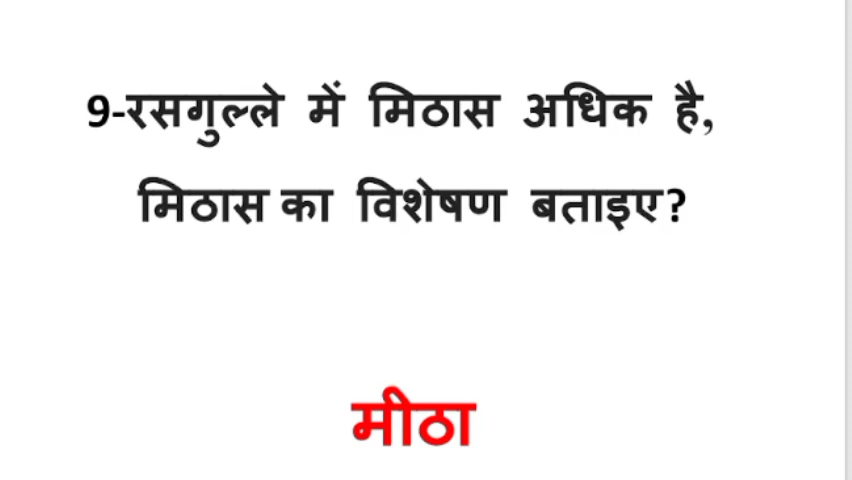 9-रसगुल्ले में मिठास अधिक है,
मिठास का विशेषण बताइए?
मीठा